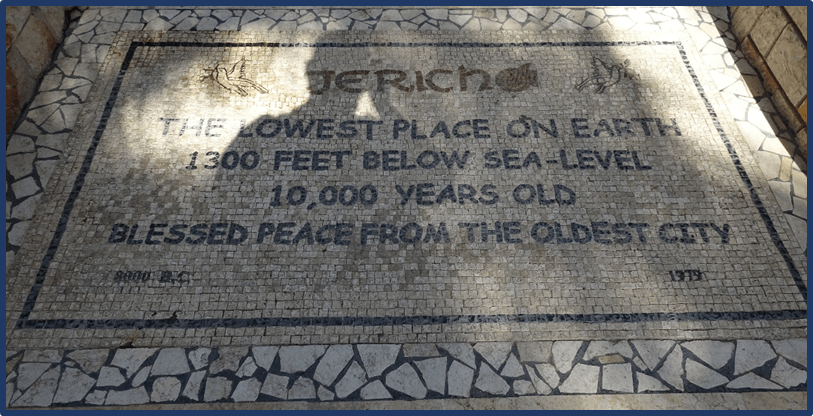 JERICHO
THE LOWEST PLACE ON EARTH
1300 FEET BELOW SEA-LEVEL
10,000 YEARS OLD
BLESSED PEACE FROM THE OLDEST CITY
8000 B.C. 1979